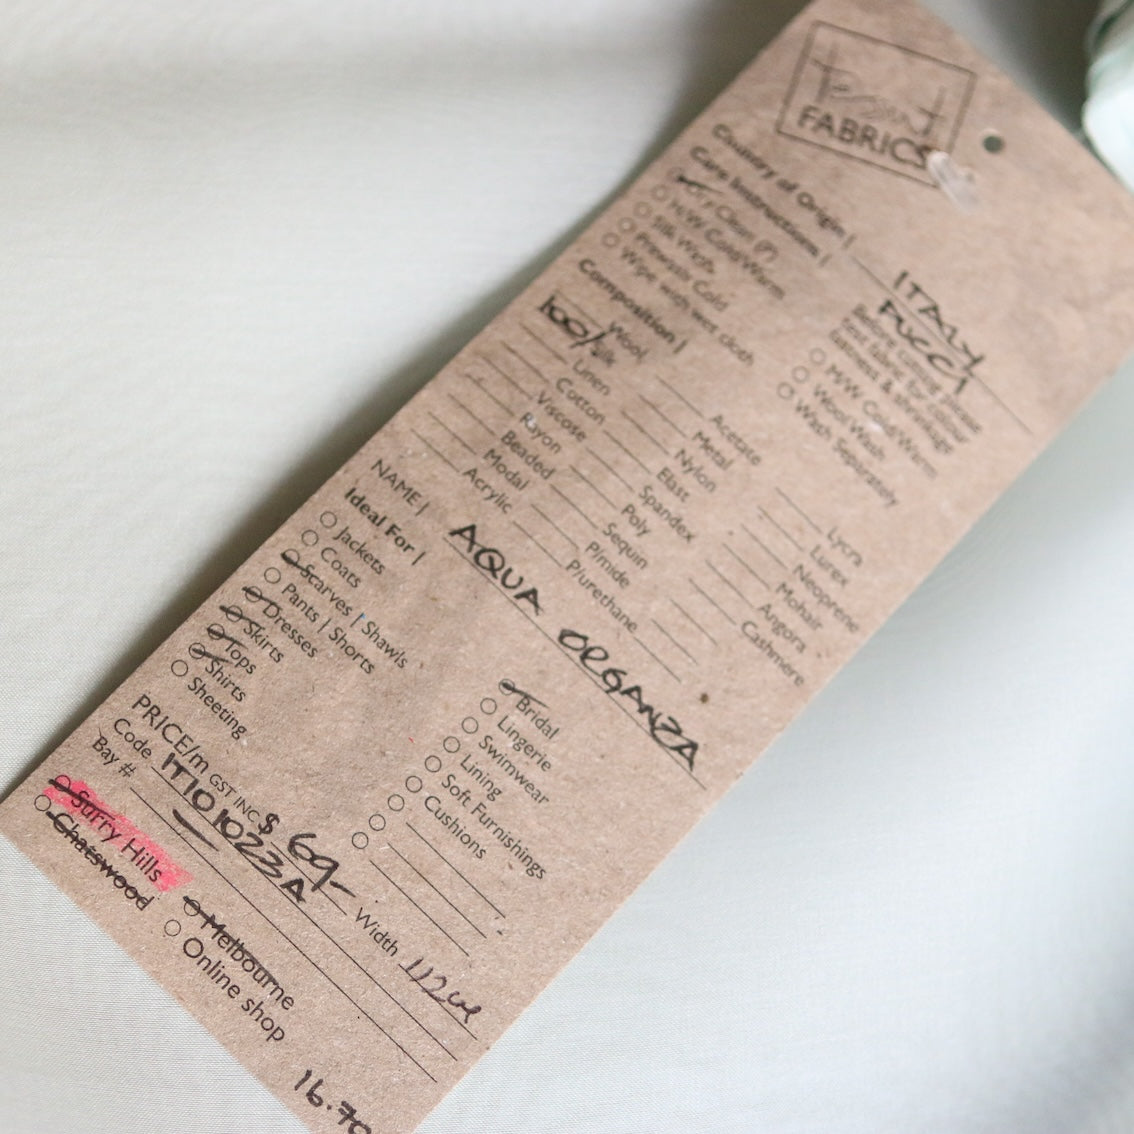 Tessuti
FABRICS
Country of Origin | ITALY
PUCCI
Care Instructions |
Dry Clean (P)
H/W Cold/Warm
Silk Wash
Prewash Cold
Wipe with wet cloth
Before cutting please
test fabric for colour
fastness & shrinkage
M/W Cold/Warm
Wool Wash
Wash Separately
Composition |
Wool
100% Silk
Linen
Cotton
Viscose
Rayon
Beaded
Modal
Acrylic
Acetate
Metal
Nylon
Elast
Spandex
Poly
Sequin
P/mide
P/urethane
Lycra
Lurex
Neoprene
Mohair
Angora
Cashmere
NAME | AQUA ORGANZA
Ideal For |
Jackets
Coats
Scarves | Shawls
Pants | Shorts
Dresses
Skirts
Tops
Shirts
Sheeting
Bridal
Lingerie
Swimwear
Lining
Soft Furnishings
Cushions
PRICE/m GST INC $ 69- Width 112cm
Code IT101023A
Bay #
Surry Hills
Chatswood
Melbourne
Online shop
16.70